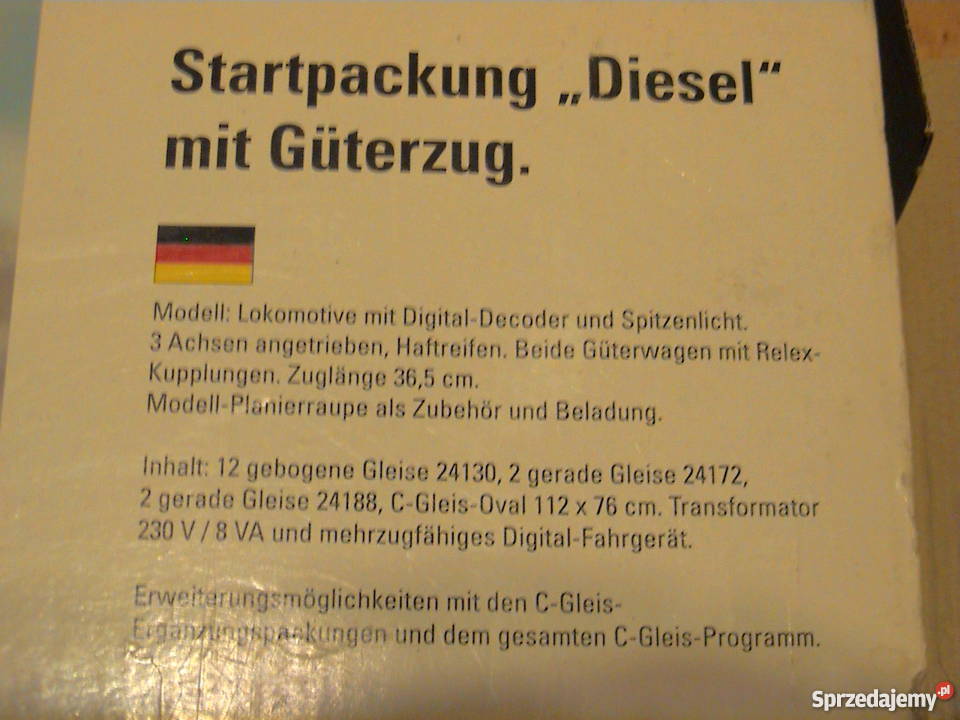 Startpackung „Diesel“
mit Güterzug.
Modell: Lokomotive mit Digital-Decoder und Spitzenlicht.
3 Achsen angetrieben, Haftreifen. Beide Güterwagen mit Relex-
Kupplungen. Zuglänge 36,5 cm.
Modell-Planierraupe als Zubehör und Beladung.
Inhalt: 12 gebogene Gleise 24130, 2 gerade Gleise 24172,
2 gerade Gleise 24188, C-Gleis-Oval 112 x 76 cm. Transformator
230 V / 8 VA und mehrzugfähiges Digital-Fahrgerät.
Erweiterungsmöglichkeiten mit den C-Gleis-
Ergänzungspackungen und dem gesamten C-Gleis-Programm.
Sprzedajemy.pl